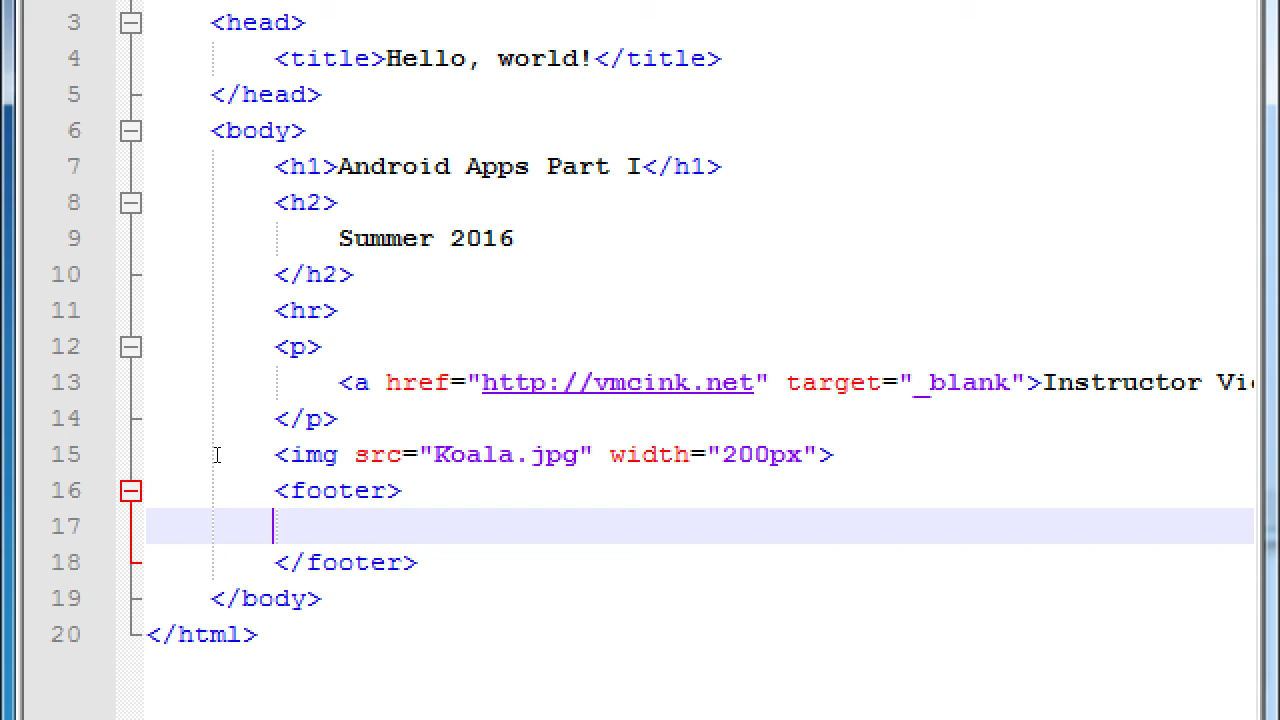 3 <head>
4 <title>Hello, world!</title>
5 </head>
6 <body>
7 <h1>Android Apps Part I</h1>
8 <h2>
9 Summer 2016
10 </h2>
11 <hr>
12 <p>
13 <a href="http://vmcink.net" target="_blank">Instructor
14 </p>
15 <img src="Koala.jpg" width="200px">
16 <footer>
17
18 </footer>
19 </body>
20 </html>